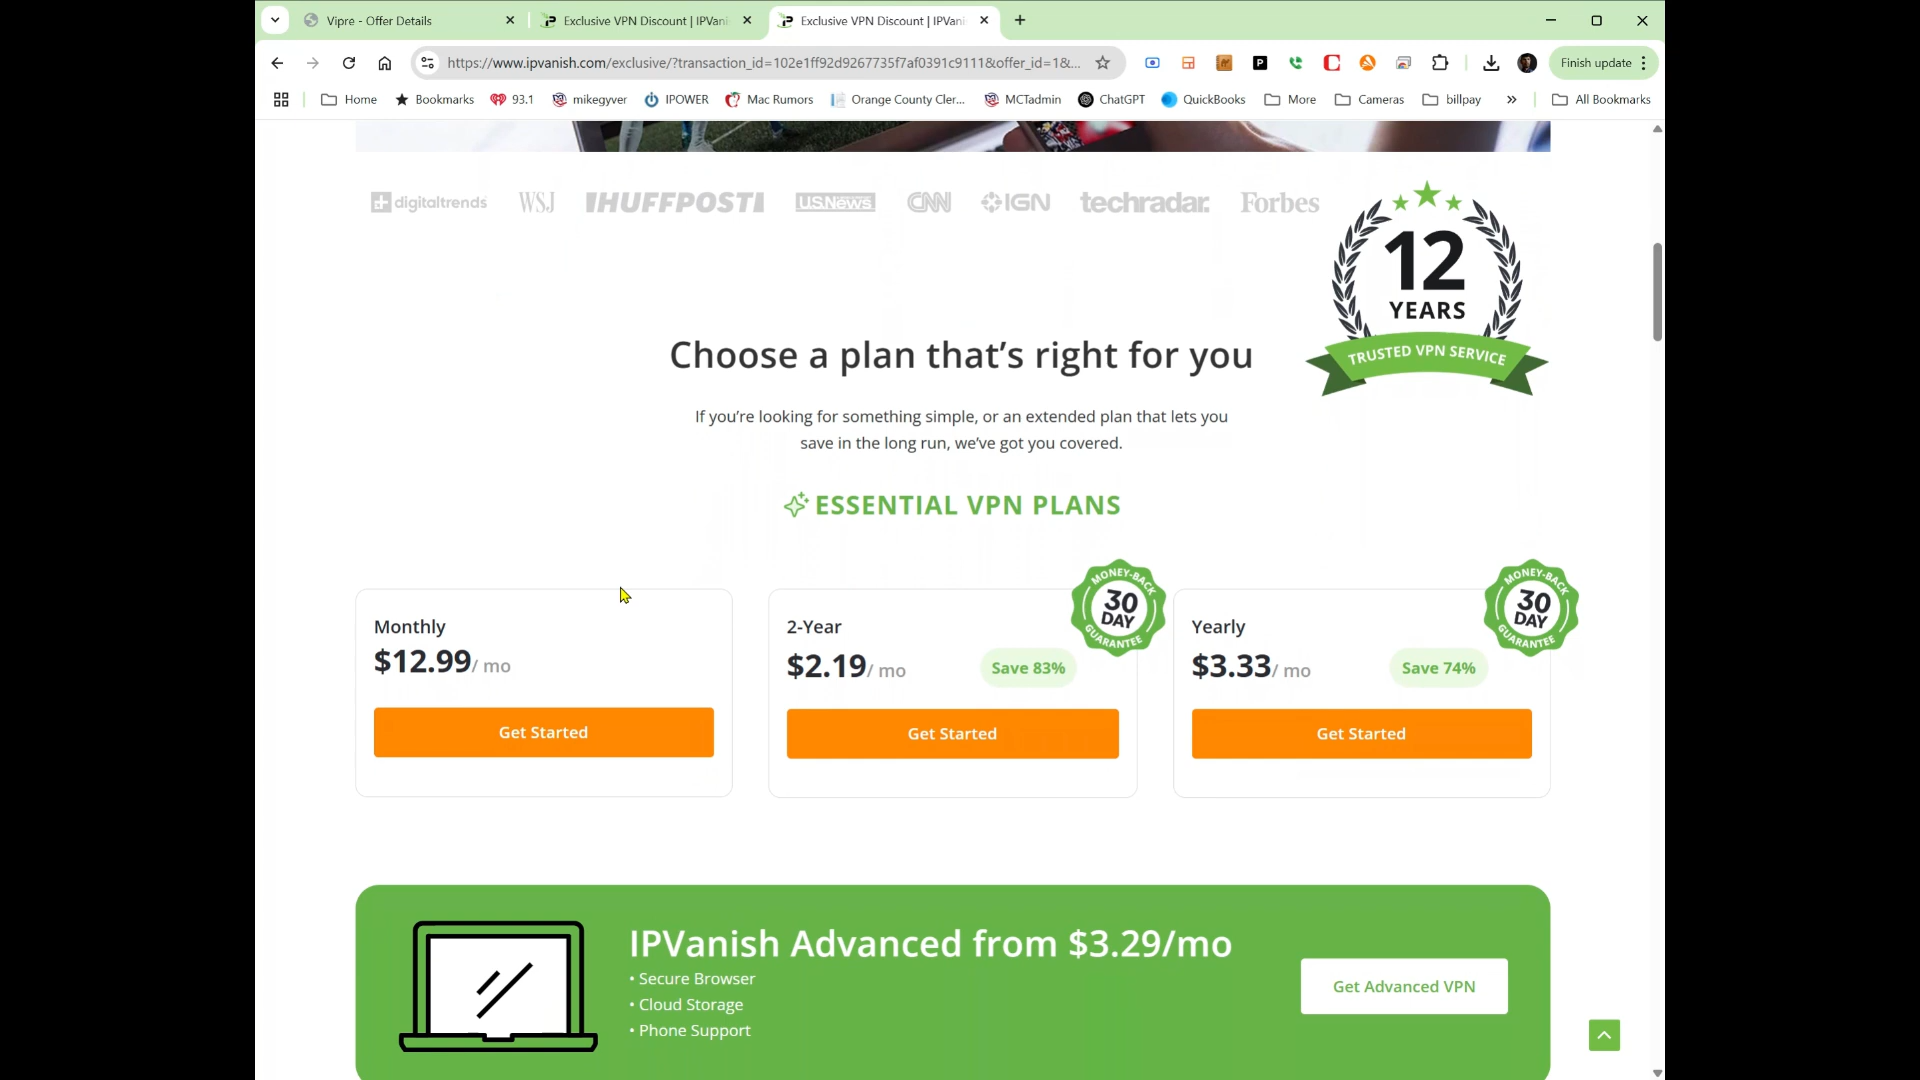 Vipre - Offer Details
Exclusive VPN Discount | IPVani
Exclusive VPN Discount | IPVani
https://www.ipvanish.com/exclusive/?transaction_id=102e1ff92d9267735f7af0391c9111&offer_id=1&...
Finish update
Home
Bookmarks
93.1
mikegyver
IPOWER
Mac Rumors
Orange County Cler...
MCTadmin
ChatGPT
QuickBooks
More
Cameras
billpay
»
All Bookmarks
digitaltrends
WSJ
HUFFPOST
U.S.News
CNN
IGN
techradar.
Forbes
12
YEARS
TRUSTED VPN SERVICE
Choose a plan that’s right for you
If you’re looking for something simple, or an extended plan that lets you
save in the long run, we’ve got you covered.
ESSENTIAL VPN PLANS
Monthly
$12.99/ mo
Get Started
MONEY-BACK
30
DAY
GUARANTEE
2-Year
$2.19/ mo
Save 83%
Get Started
MONEY-BACK
30
DAY
GUARANTEE
Yearly
$3.33/ mo
Save 74%
Get Started
IPVanish Advanced from $3.29/mo
• Secure Browser
• Cloud Storage
• Phone Support
Get Advanced VPN